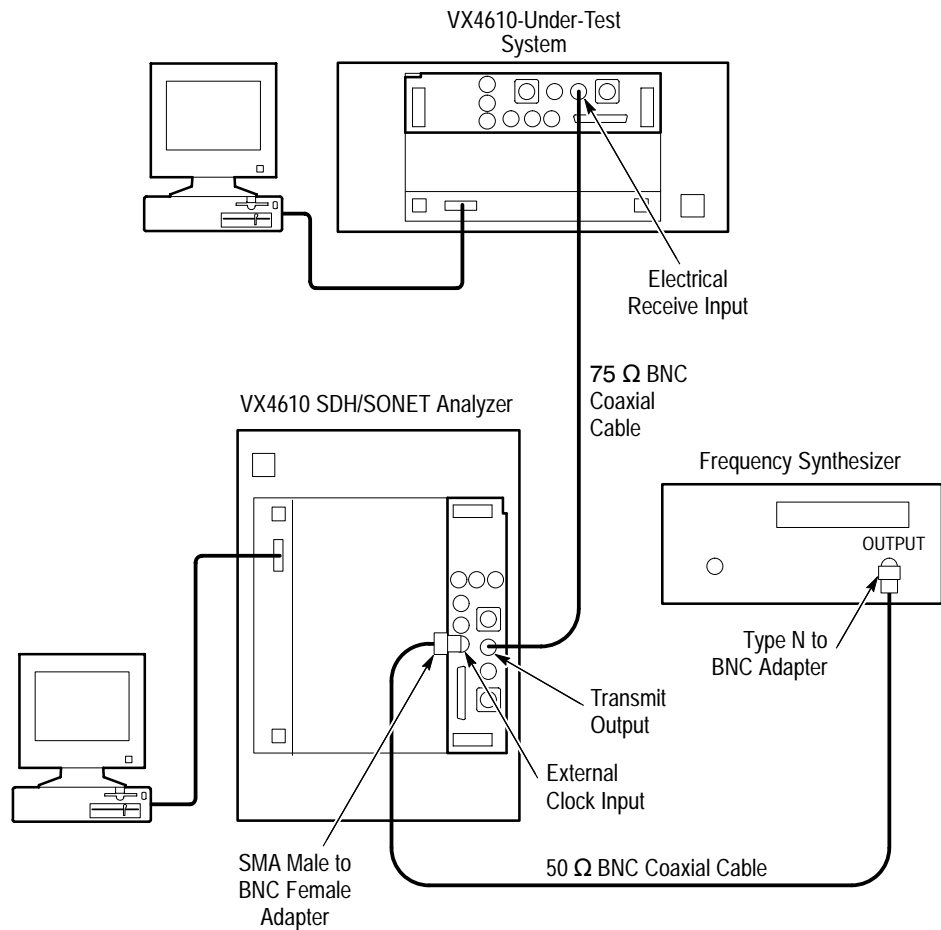 VX4610-Under-Test
System
Electrical
Receive Input
75 Ω BNC
Coaxial
Cable
VX4610 SDH/SONET Analyzer
Frequency Synthesizer
OUTPUT
Type N to
BNC Adapter
Transmit
Output
External
Clock Input
SMA Male to
BNC Female
Adapter
50 Ω BNC Coaxial Cable